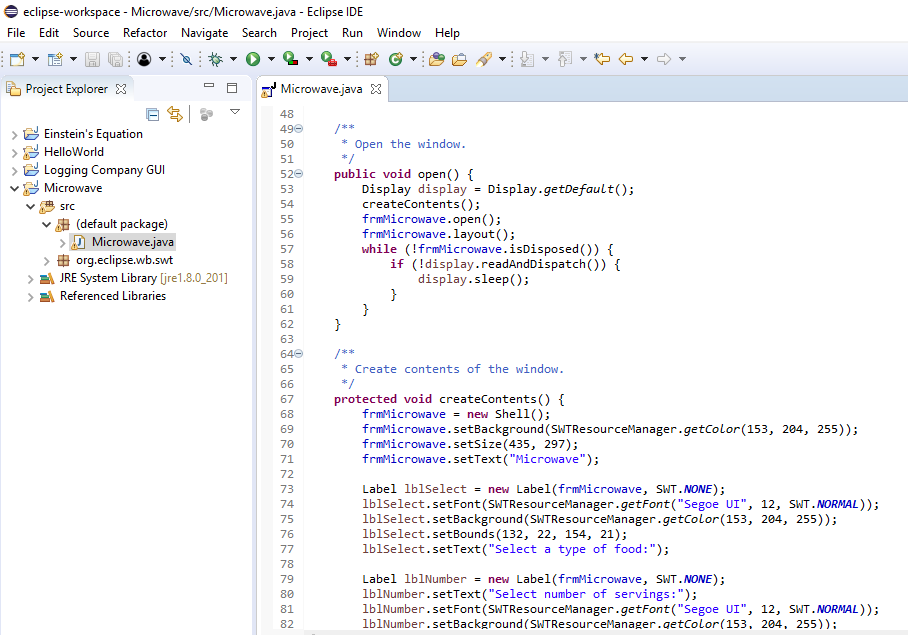 eclipse-workspace - Microwave/src/Microwave.java - Eclipse IDE
File Edit Source Refactor Navigate Search Project Run Window Help
Project Explorer
Einstein's Equation
HelloWorld
Logging Company GUI
Microwave
src
(default package)
Microwave.java
org.eclipse.wb.swt
JRE System Library [jre1.8.0_201]
Referenced Libraries
Microwave.java
48
49 /**
50 * Open the window.
51 */
52 public void open() {
53 Display display = Display.getDefault();
54 createContents();
55 frmMicrowave.open();
56 frmMicrowave.layout();
57 while (!frmMicrowave.isDisposed()) {
58 if (!display.readAndDispatch()) {
59 display.sleep();
60 }
61 }
62 }
63
64 /**
65 * Create contents of the window.
66 */
67 protected void createContents() {
68 frmMicrowave = new Shell();
69 frmMicrowave.setBackground(SWTResourceManager.getColor(153, 204, 255));
70 frmMicrowave.setSize(435, 297);
71 frmMicrowave.setText("Microwave");
72
73 Label lblSelect = new Label(frmMicrowave, SWT.NONE);
74 lblSelect.setFont(SWTResourceManager.getFont("Segoe UI", 12, SWT.NORMAL));
75 lblSelect.setBackground(SWTResourceManager.getColor(153, 204, 255));
76 lblSelect.setBounds(132, 22, 154, 21);
77 lblSelect.setText("Select a type of food:");
78
79 Label lblNumber = new Label(frmMicrowave, SWT.NONE);
80 lblNumber.setText("Select number of servings:");
81 lblNumber.setFont(SWTResourceManager.getFont("Segoe UI", 12, SWT.NORMAL));
82 lblNumber.setBackground(SWTResourceManager.getColor(153, 204, 255));